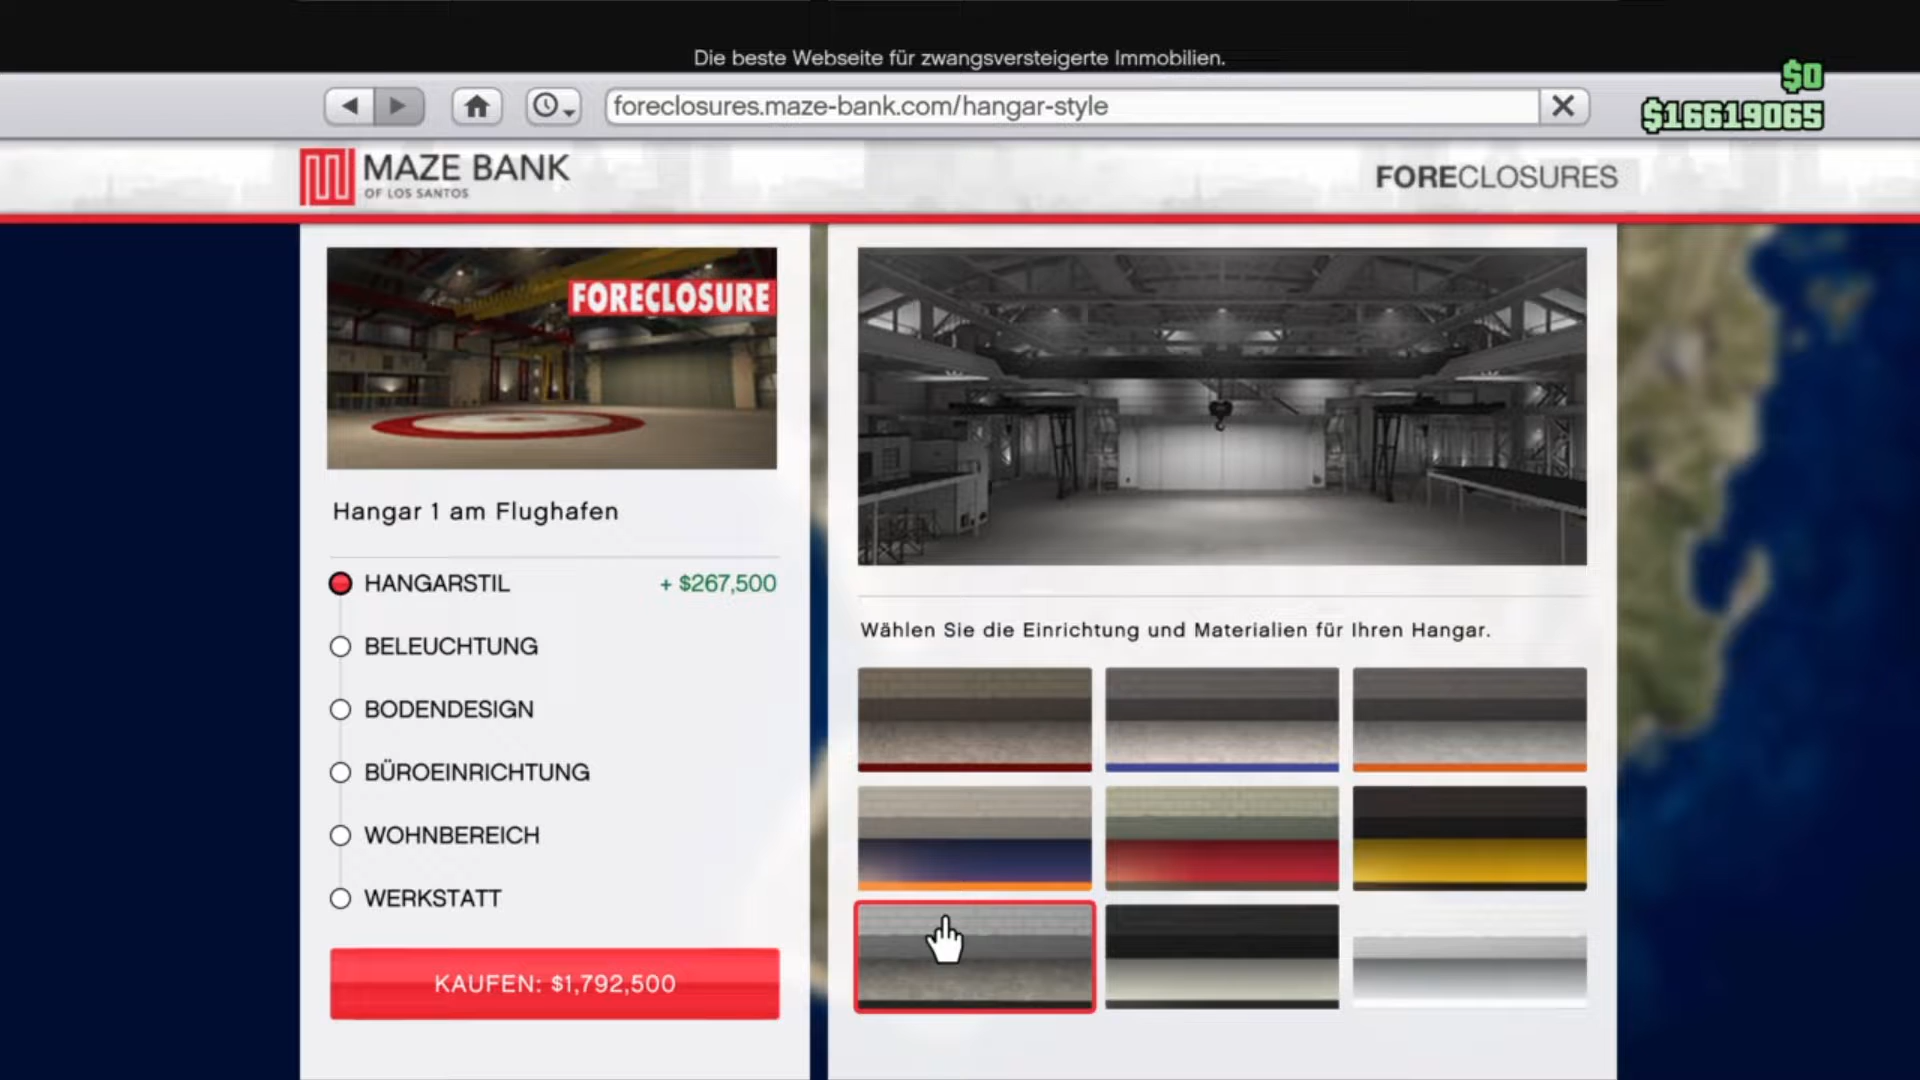 Die beste Webseite für zwangsversteigerte Immobilien.
$0
foreclosures.maze-bank.com/hangar-style
$16619065
MAZE BANK
OF LOS SANTOS
FORECLOSURES
FORECLOSURE
Hangar 1 am Flughafen
HANGARSTIL + $267,500
BELEUCHTUNG
BODENDESIGN
BÜROEINRICHTUNG
WOHNBEREICH
WERKSTATT
KAUFEN: $1,792,500
Wählen Sie die Einrichtung und Materialien für Ihren Hangar.